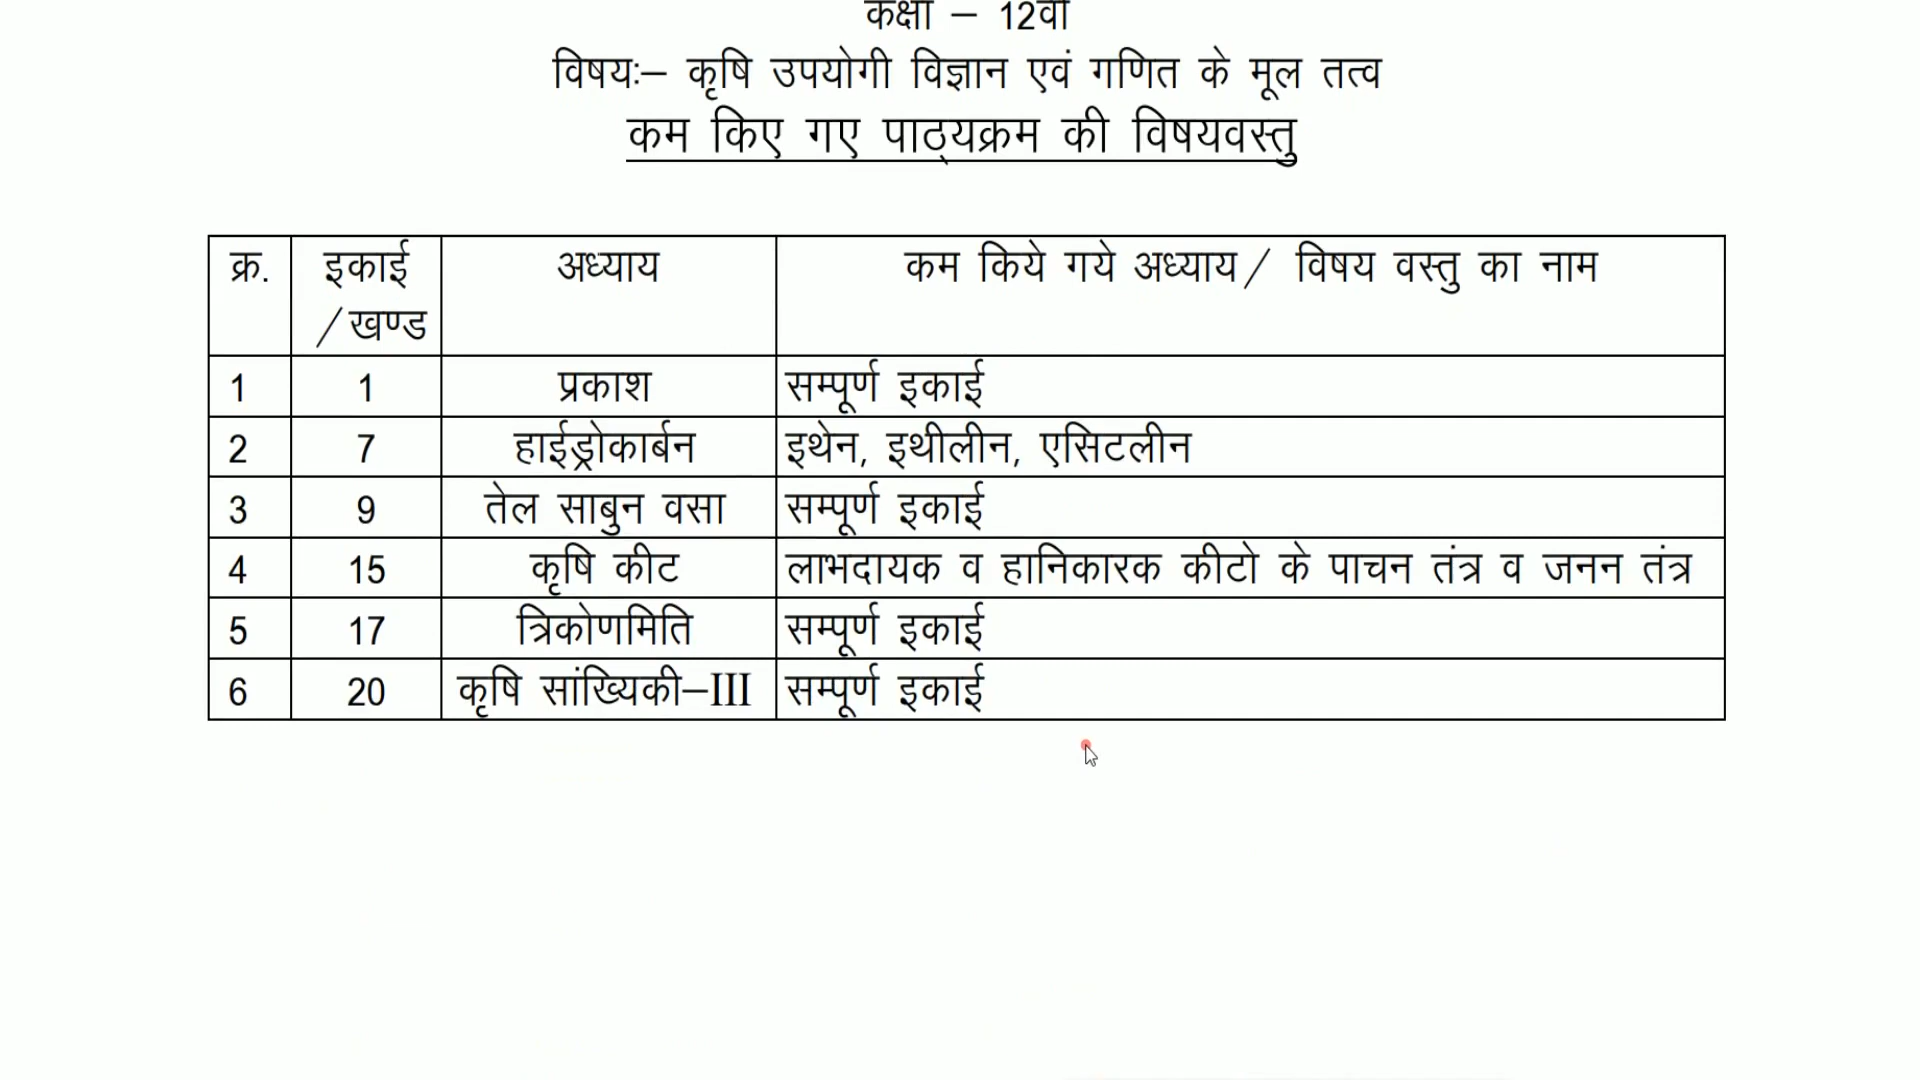 कक्षा – 12वी
विषयः– कृषि उपयोगी विज्ञान एवं गणित के मूल तत्व
कम किए गए पाठ्यक्रम की विषयवस्तु
क्र. इकाई /खण्ड अध्याय कम किये गये अध्याय/ विषय वस्तु का नाम
1 1 प्रकाश सम्पूर्ण इकाई
2 7 हाईड्रोकार्बन इथेन, इथीलीन, एसिटलीन
3 9 तेल साबुन वसा सम्पूर्ण इकाई
4 15 कृषि कीट लाभदायक व हानिकारक कीटो के पाचन तंत्र व जनन तंत्र
5 17 त्रिकोणमिति सम्पूर्ण इकाई
6 20 कृषि सांख्यिकी–III सम्पूर्ण इकाई